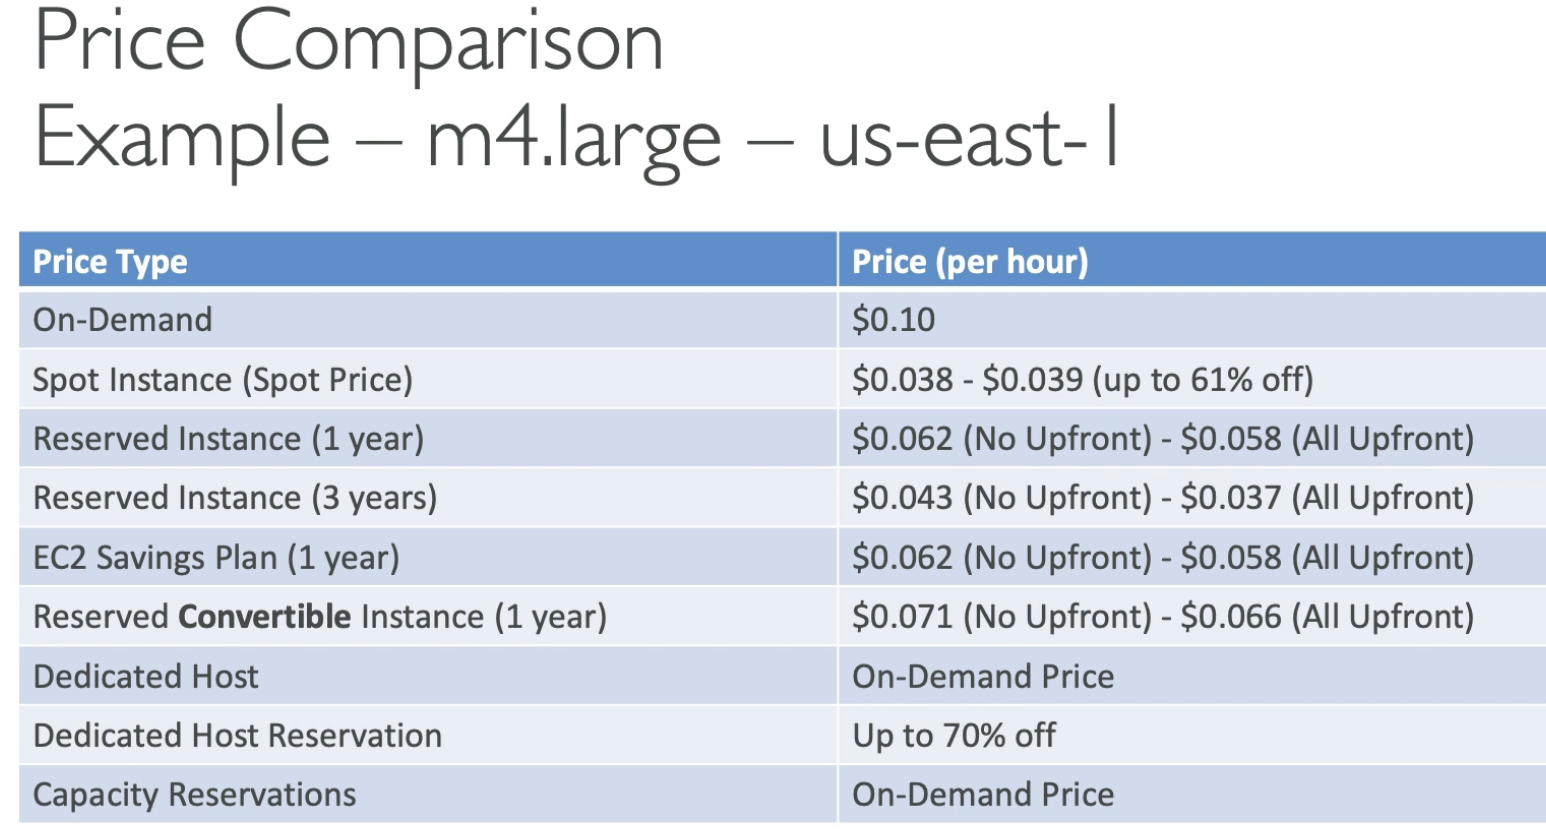 Price Comparison
Example – m4.large – us-east-1
Price Type Price (per hour)
On-Demand $0.10
Spot Instance (Spot Price) $0.038 - $0.039 (up to 61% off)
Reserved Instance (1 year) $0.062 (No Upfront) - $0.058 (All Upfront)
Reserved Instance (3 years) $0.043 (No Upfront) - $0.037 (All Upfront)
EC2 Savings Plan (1 year) $0.062 (No Upfront) - $0.058 (All Upfront)
Reserved Convertible Instance (1 year) $0.071 (No Upfront) - $0.066 (All Upfront)
Dedicated Host On-Demand Price
Dedicated Host Reservation Up to 70% off
Capacity Reservations On-Demand Price